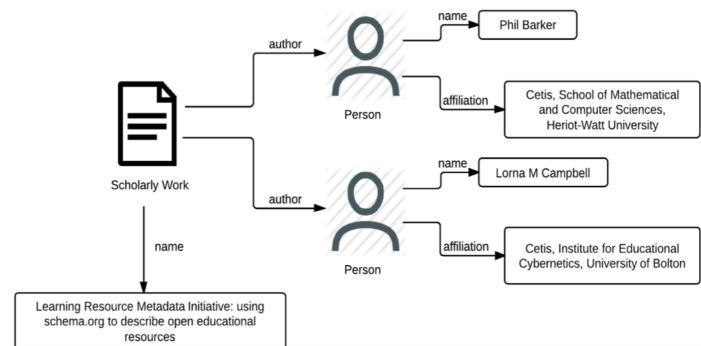 name
Phil Barker
author
affiliation
Cetis, School of Mathematical
and Computer Sciences,
Heriot-Watt University
Person
name
Lorna M Campbell
Scholarly Work
author
affiliation
Cetis, Institute for Educational
Cybernetics, University of Bolton
Person
name
Learning Resource Metadata Initiative: using
schema.org to describe open educational
resources